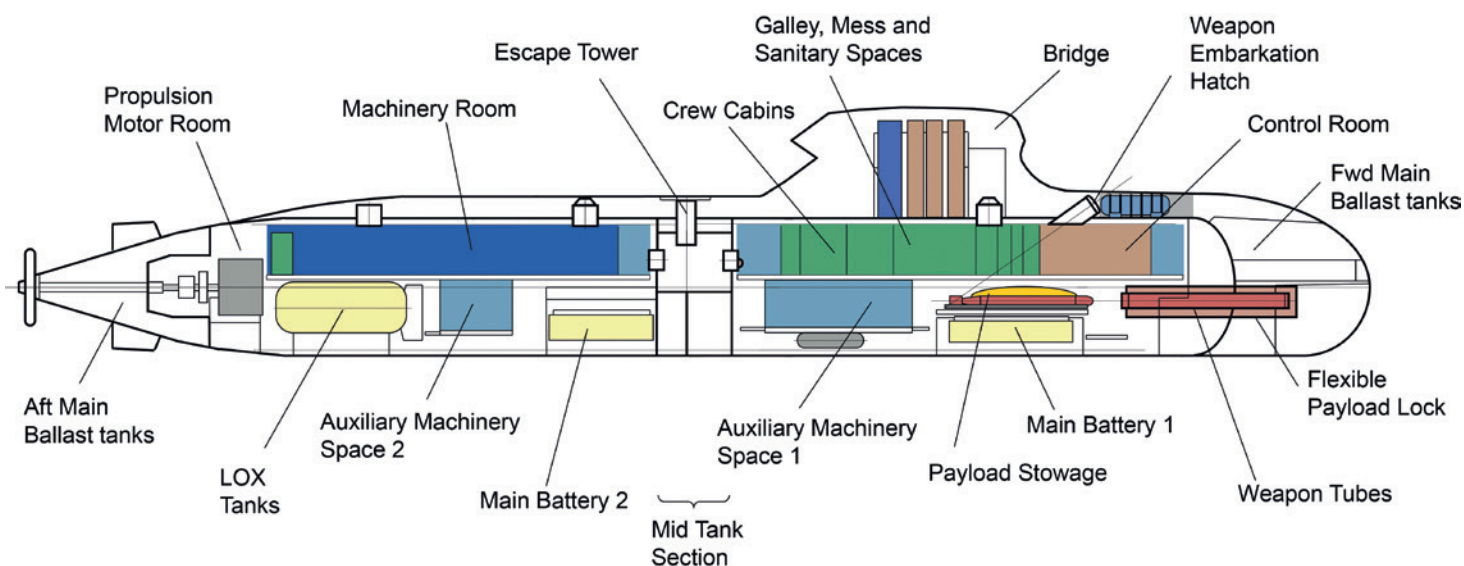 Escape Tower
Galley, Mess and
Sanitary Spaces
Bridge
Weapon
Embarkation
Hatch
Propulsion
Motor Room
Machinery Room
Crew Cabins
Control Room
Fwd Main
Ballast tanks
Aft Main
Ballast tanks
LOX
Tanks
Auxiliary Machinery
Space 2
Main Battery 2
Mid Tank
Section
Auxiliary Machinery
Space 1
Payload Stowage
Main Battery 1
Flexible
Payload Lock
Weapon Tubes